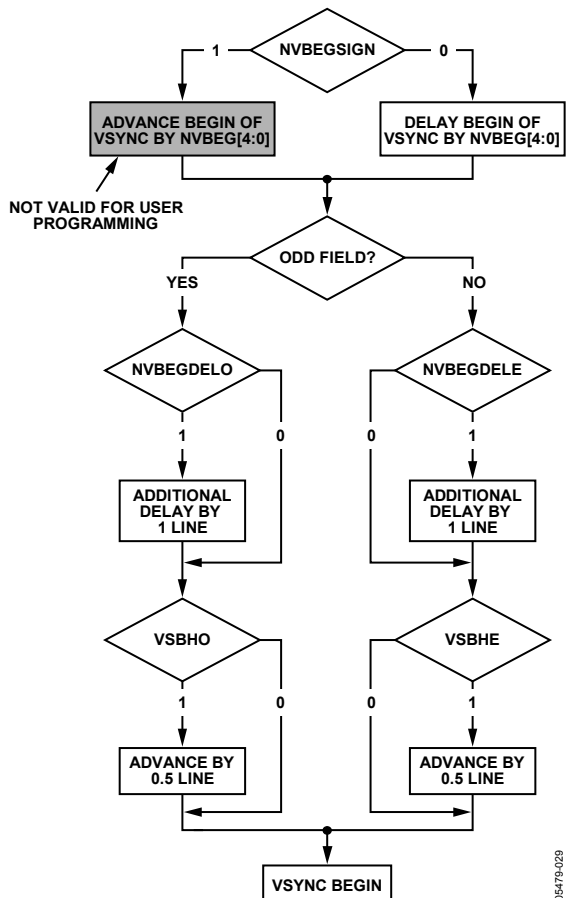 NVBEGSIGN
1
0
ADVANCE BEGIN OF
VSYNC BY NVBEG[4:0]
DELAY BEGIN OF
VSYNC BY NVBEG[4:0]
NOT VALID FOR USER
PROGRAMMING
ODD FIELD?
YES
NO
NVBEGDELO
NVBEGDELE
1
0
0
1
ADDITIONAL
DELAY BY
1 LINE
ADDITIONAL
DELAY BY
1 LINE
VSBHO
VSBHE
1
0
0
1
ADVANCE BY
0.5 LINE
ADVANCE BY
0.5 LINE
VSYNC BEGIN
05479-029